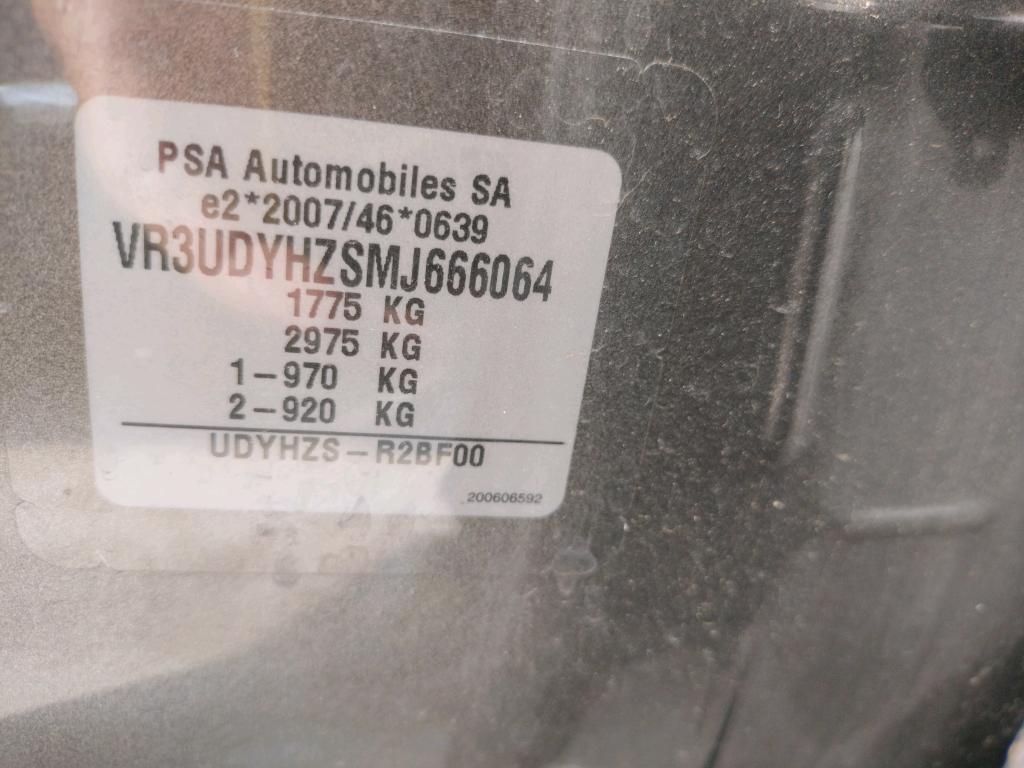 PSA Automobiles SA
e2*2007/46*0639
VR3UDYHZSMJ666064
1775 KG
2975 KG
1-970 KG
2-920 KG
UDYHZS-R2BF00
200606592